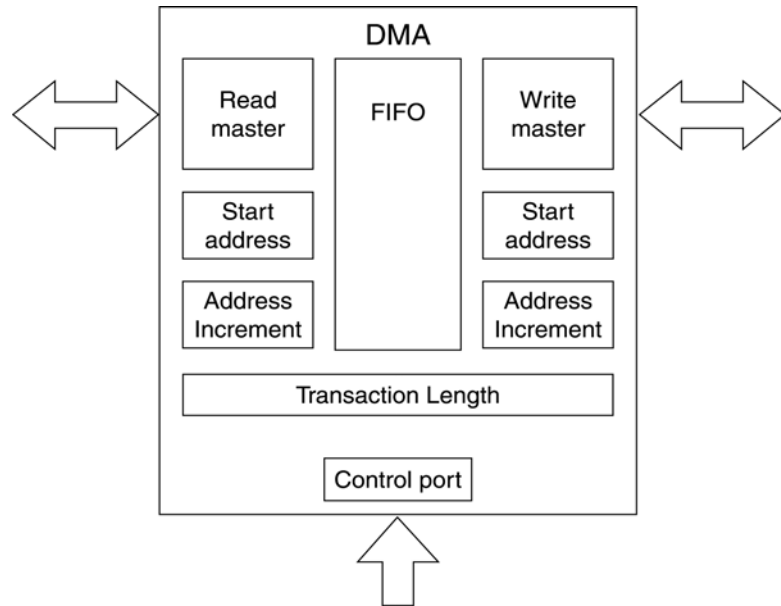 DMA
Read
master
FIFO
Write
master
Start
address
Start
address
Address
Increment
Address
Increment
Transaction Length
Control port